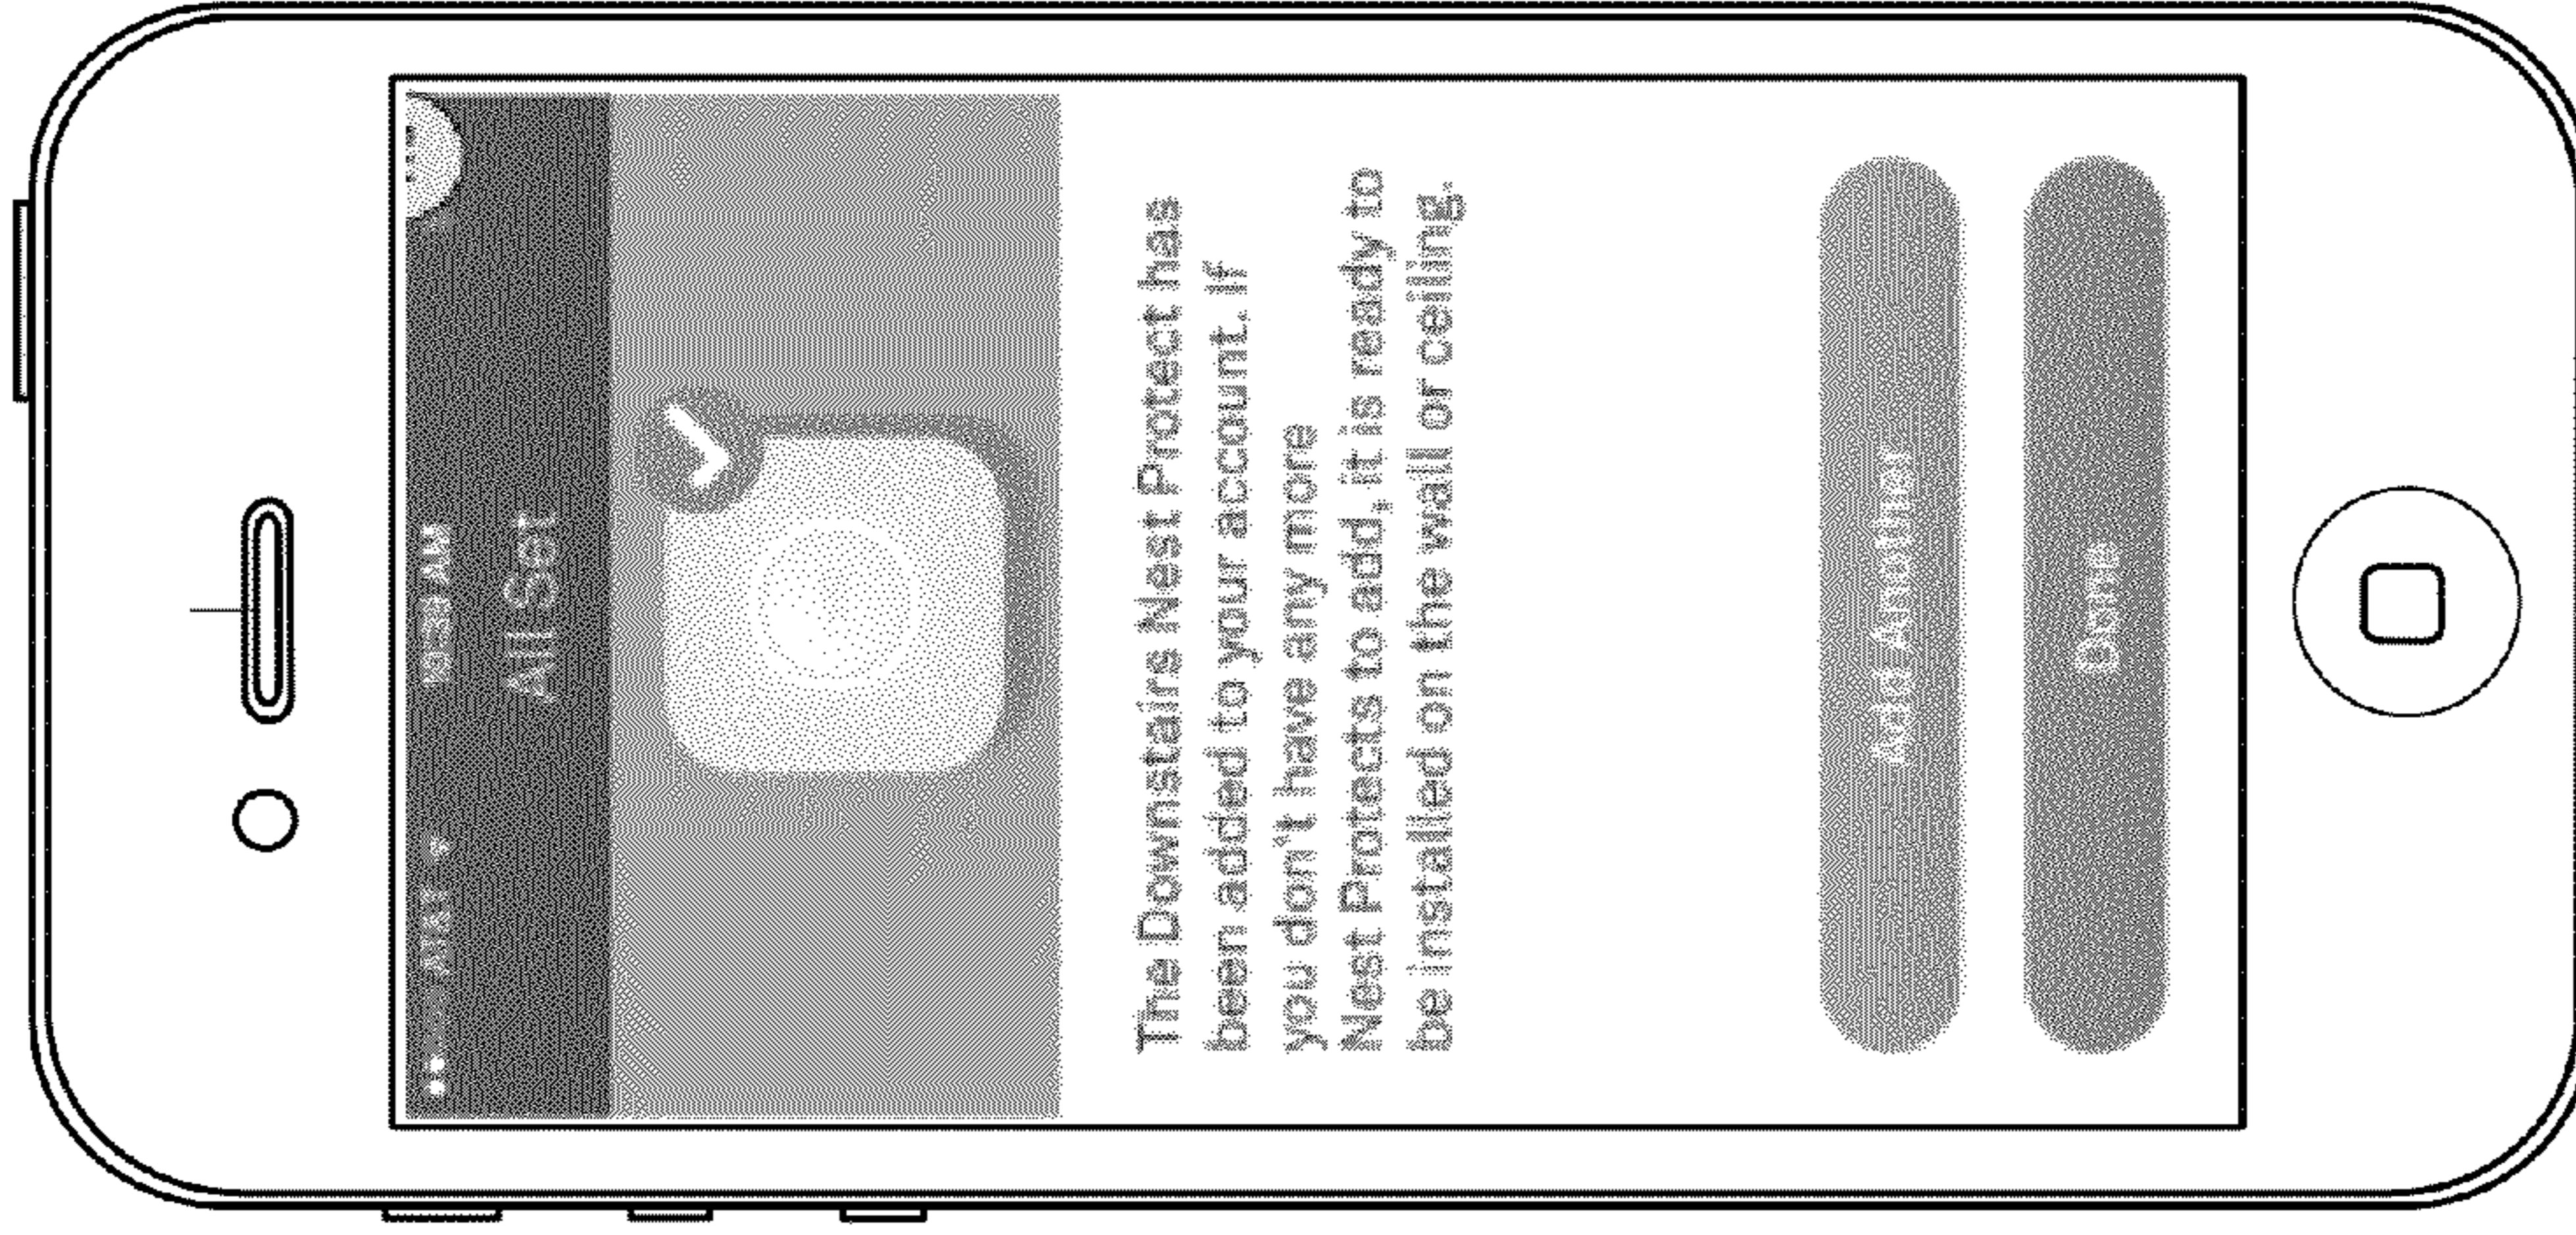 AT&T
10:39 AM
All Set
The Downstairs Nest Protect has
been added to your account. If
you don't have any more
Nest Protects to add, it is ready to
be installed on the wall or ceiling.
Add Another
Done